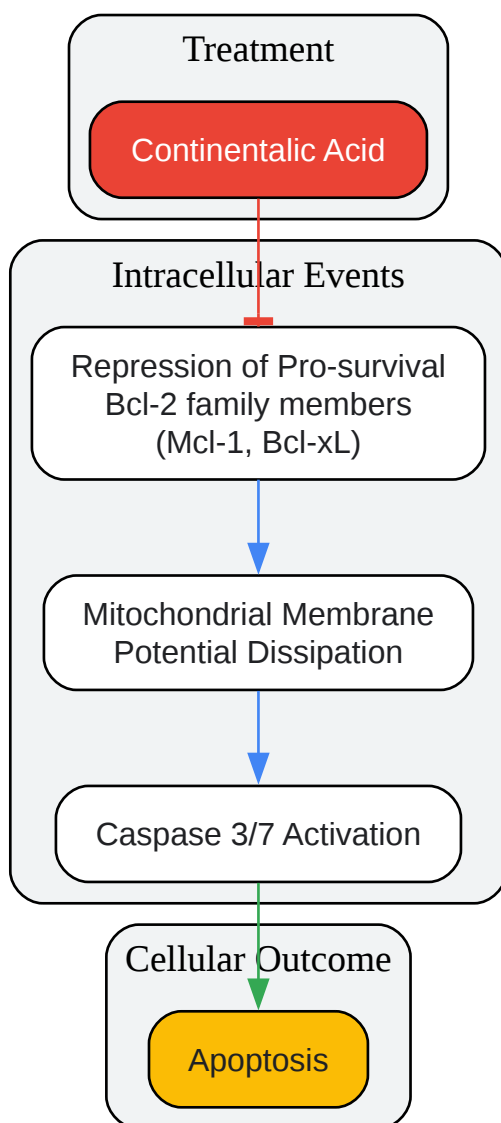 Treatment
Continentalic Acid
Intracellular Events
Repression of Pro-survival
Bcl-2 family members
(Mcl-1, Bcl-xL)
Mitochondrial Membrane
Potential Dissipation
Caspase 3/7 Activation
Cellular Outcome
Apoptosis